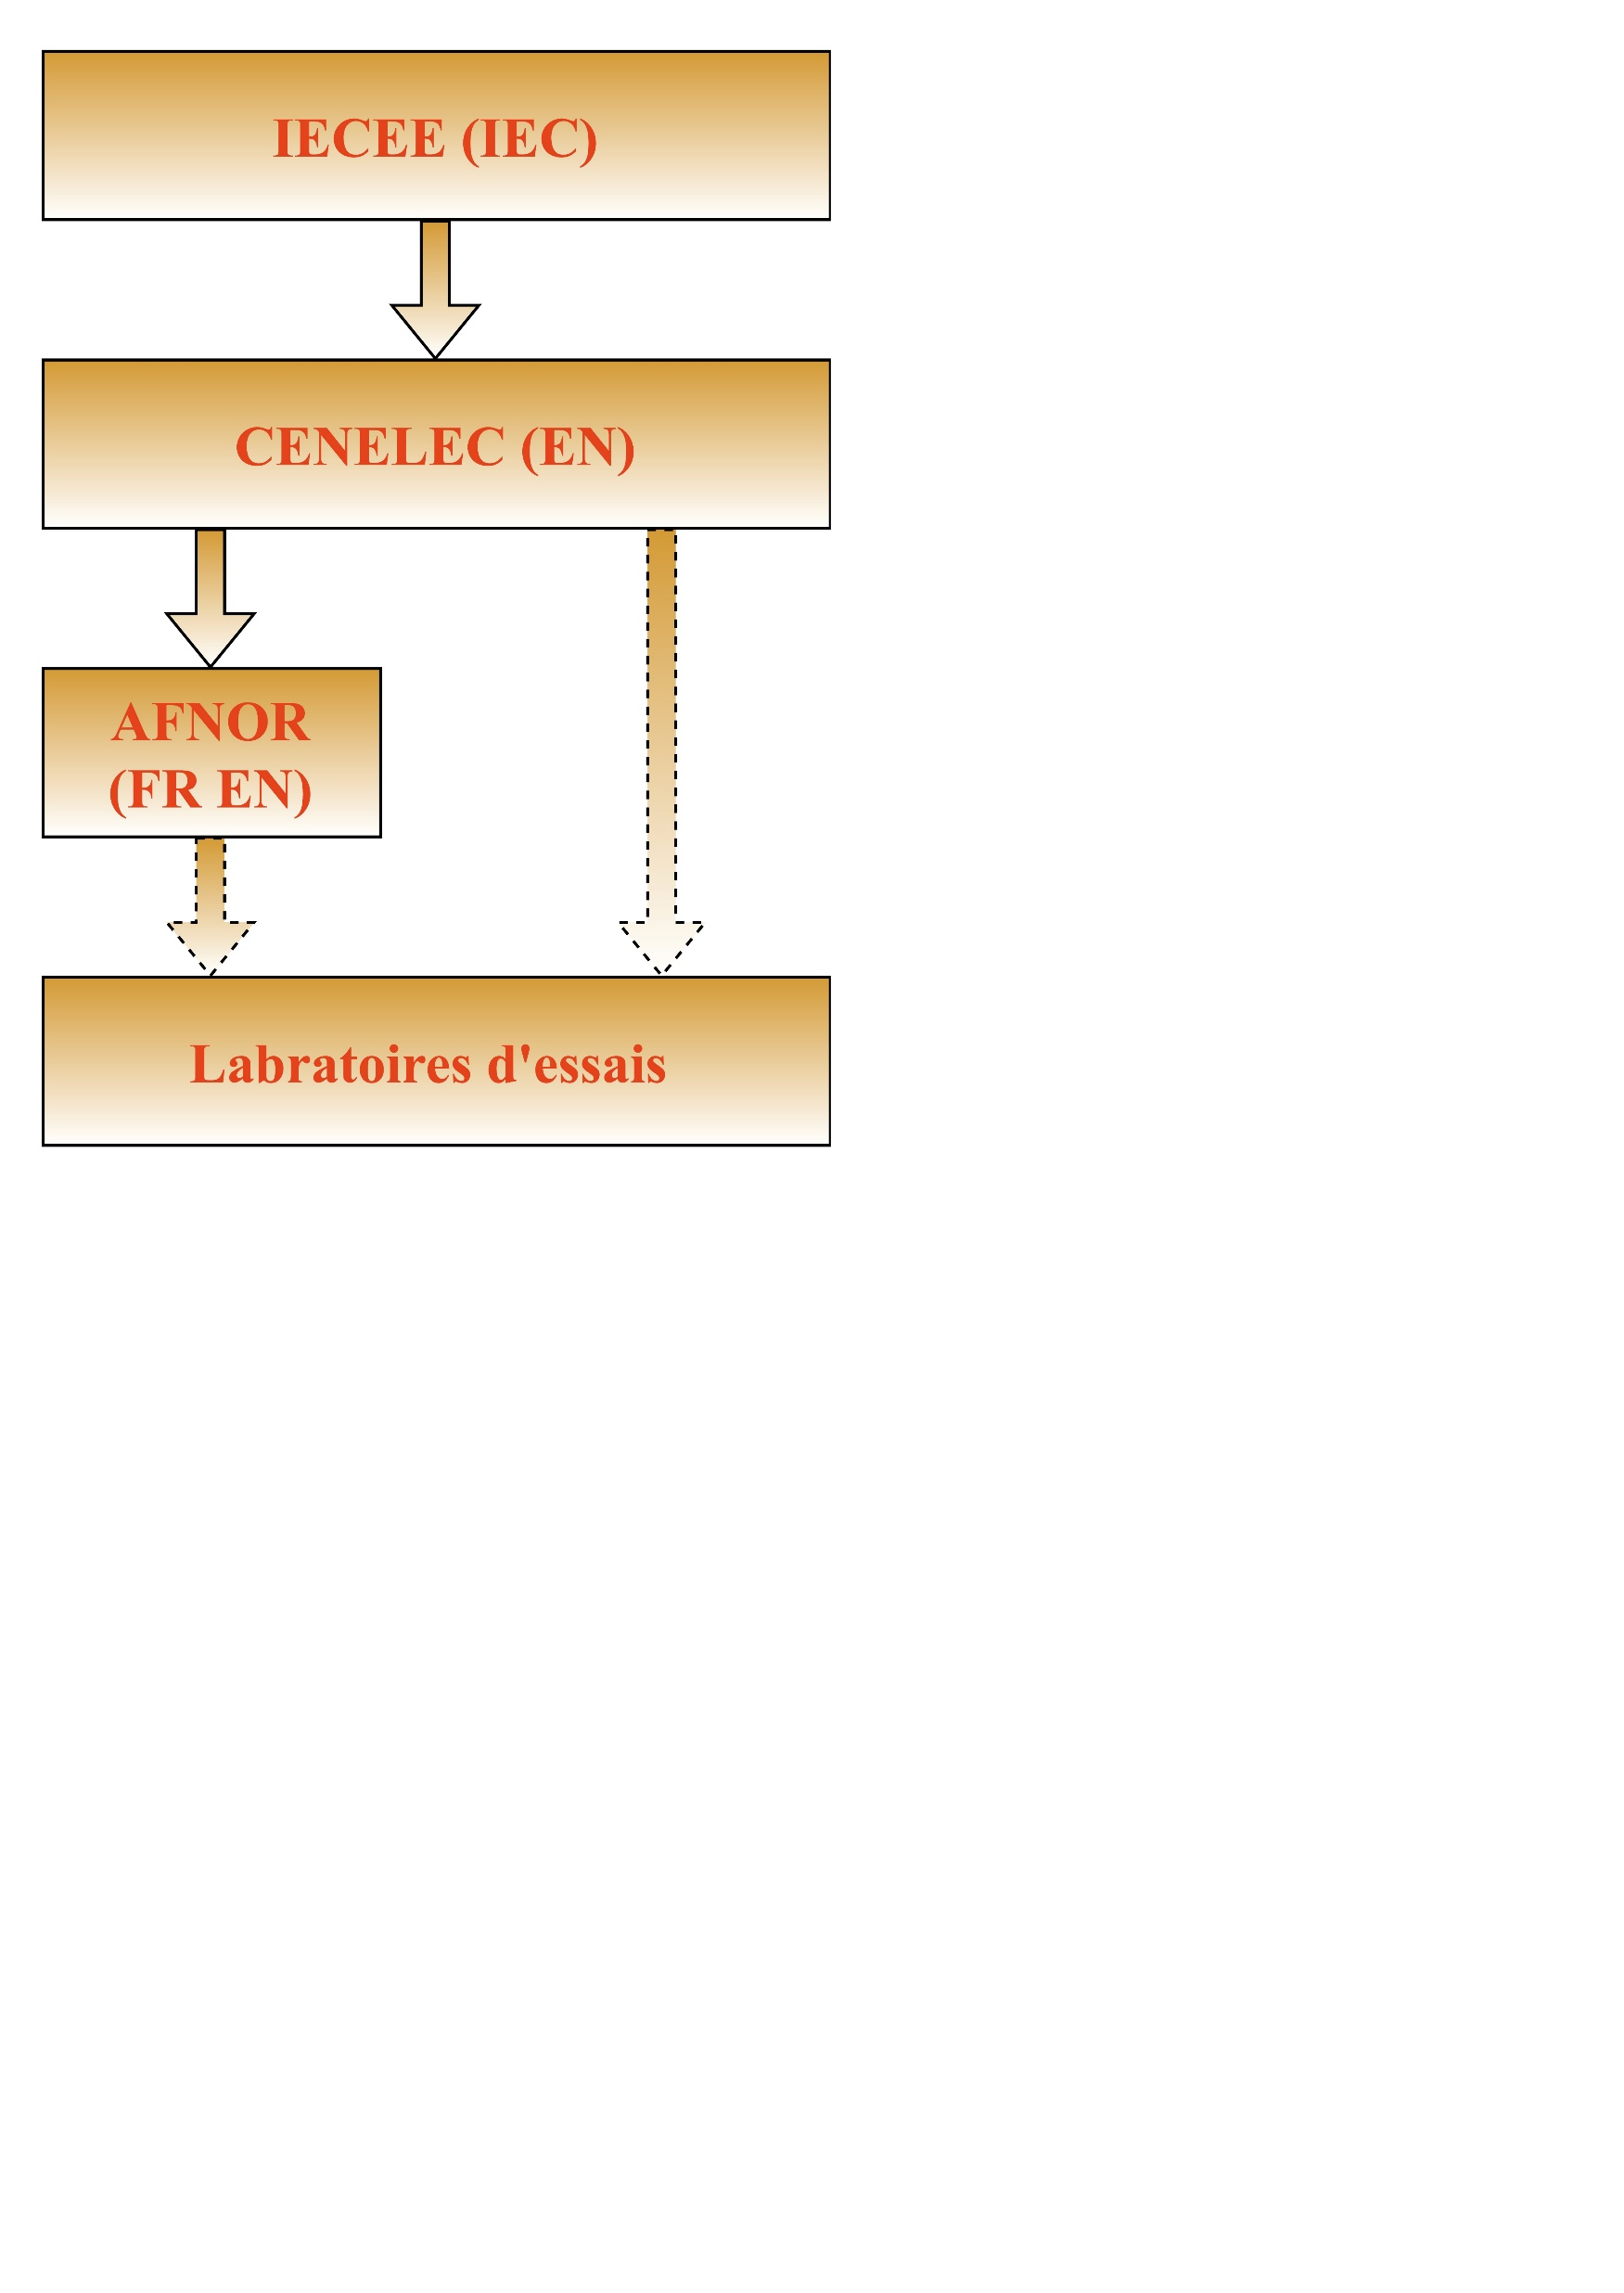 IECEE (IEC)
CENELEC (EN)
AFNOR
(FR EN)
Labratoires d'essais